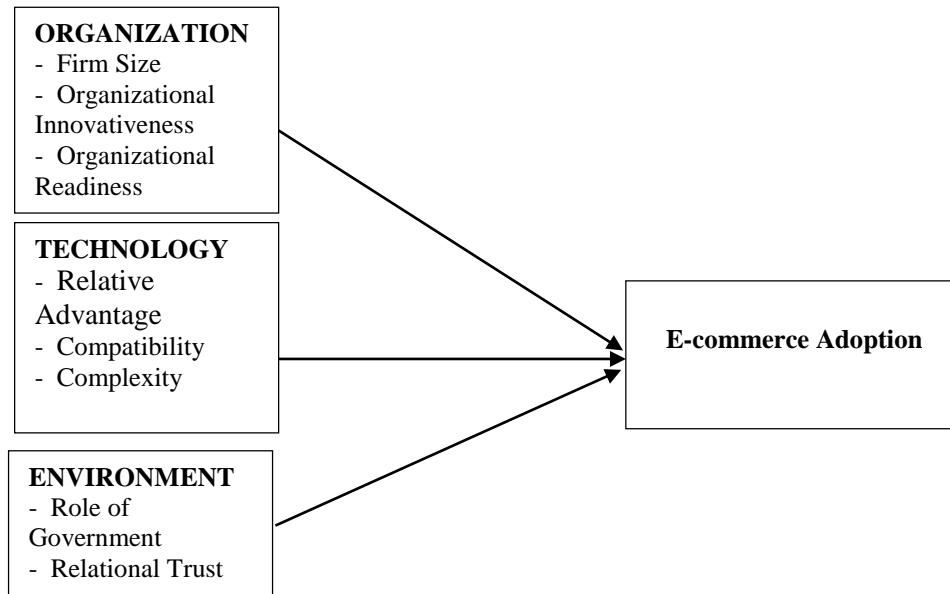 ORGANIZATION
- Firm Size
- Organizational
Innovativeness
- Organizational
Readiness
TECHNOLOGY
- Relative
Advantage
- Compatibility
- Complexity
E-commerce Adoption
ENVIRONMENT
- Role of
Government
- Relational Trust